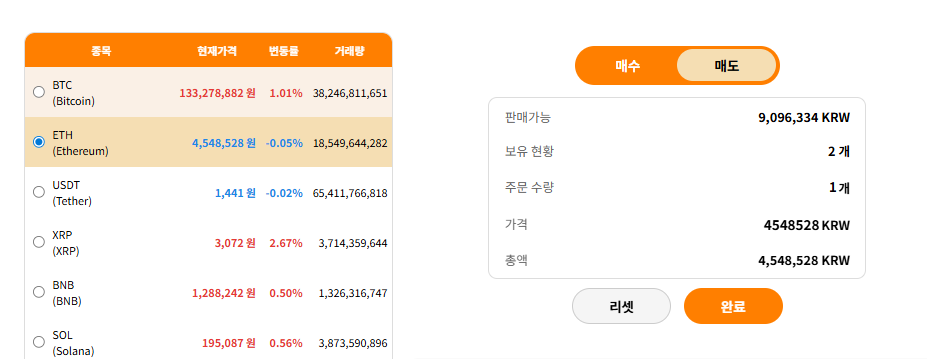 종목 현재가격 변동률 거래량
BTC
(Bitcoin)
133,278,882 원 1.01% 38,246,811,651
ETH
(Ethereum)
4,548,528 원 -0.05% 18,549,644,282
USDT
(Tether)
1,441 원 -0.02% 65,411,766,818
XRP
(XRP)
3,072 원 2.67% 3,714,359,644
BNB
(BNB)
1,288,242 원 0.50% 1,326,316,747
SOL
(Solana)
195,087 원 0.56% 3,873,590,896
매수 매도
판매가능 9,096,334 KRW
보유 현황 2 개
주문 수량 1 개
가격 4548528 KRW
총액 4,548,528 KRW
리셋 완료